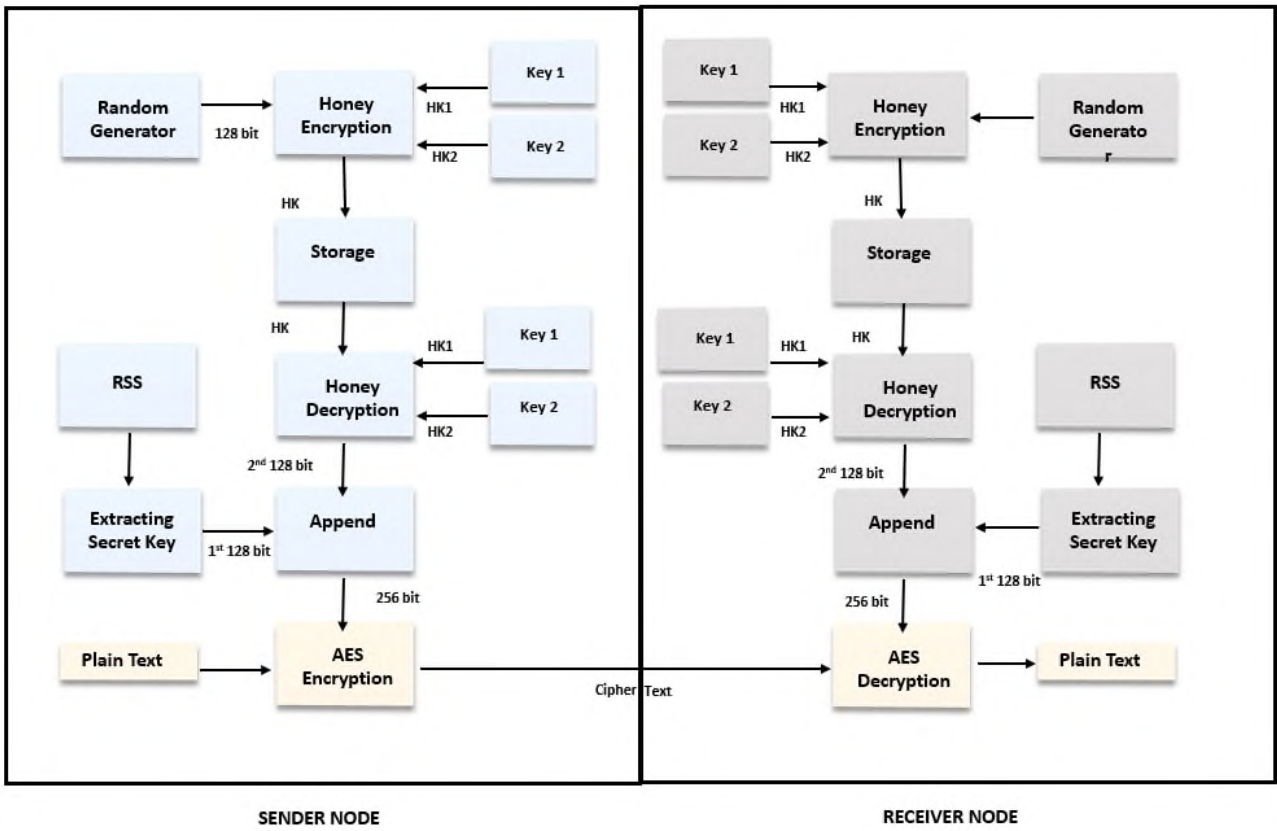 Random
Generator
128 bit
Honey
Encryption
Key 1
HK1
Key 2
HK2
HK
Storage
HK
Key 1
HK1
Honey
Decryption
Key 2
HK2
RSS
2nd 128 bit
Extracting
Secret Key
1st 128 bit
Append
256 bit
Plain Text
AES
Encryption
Cipher Text
SENDER NODE
Key 1
HK1
Honey
Encryption
Random
Generato
r
Key 2
HK2
HK
Storage
HK
Key 1
HK1
Honey
Decryption
Key 2
HK2
RSS
2nd 128 bit
Append
Extracting
Secret Key
1st 128 bit
256 bit
AES
Decryption
Plain Text
RECEIVER NODE